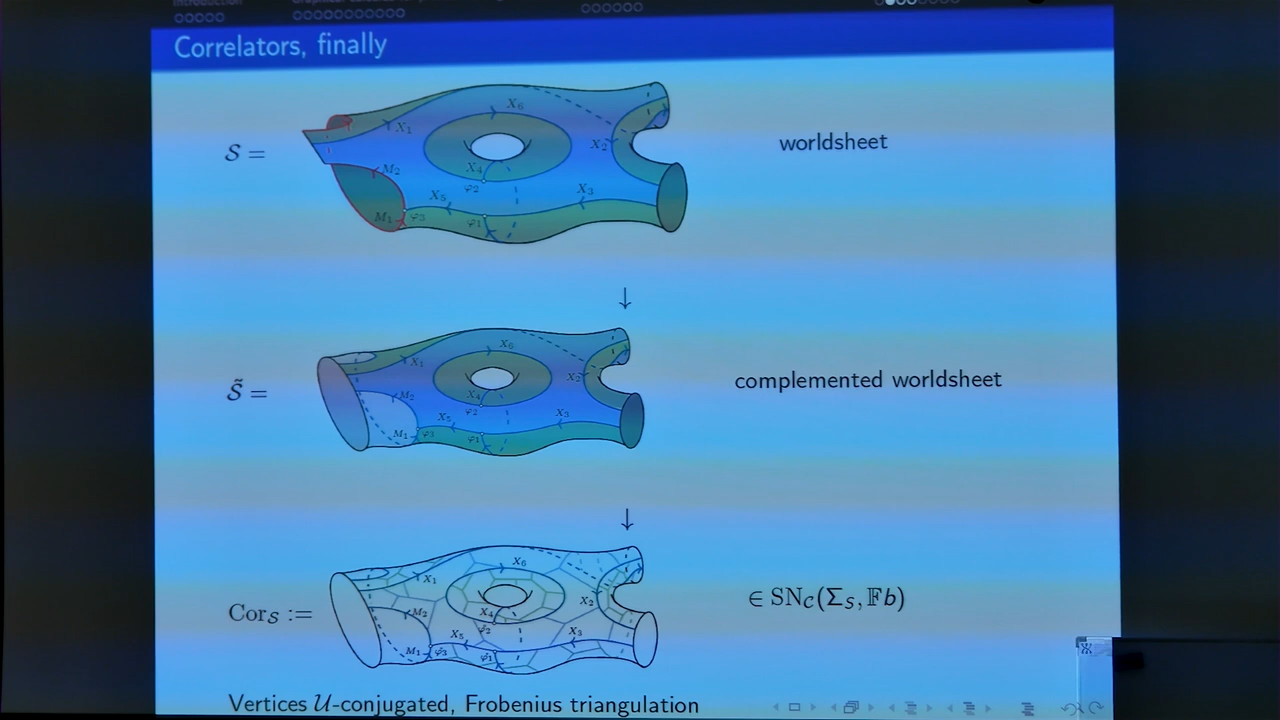 Correlators, finally
X₆
X₁
X₂
S =
worldsheet
M₂
X₄
φ₂
X₅
X₃
M₁
φ₃
φ₁
↓
X₆
X₁
X₂
S̃ =
complemented worldsheet
M₂
X₄
φ₂
X₅
X₃
M₁
φ₃
φ₁
↓
X₆
X₁
X₂
Cor_S :=
∈ SN_C(Σ_S, 𝔽b)
M₂
X₄
φ₂
X₅
X₃
M₁
φ₃
φ₁
Vertices 𝒰-conjugated, Frobenius triangulation